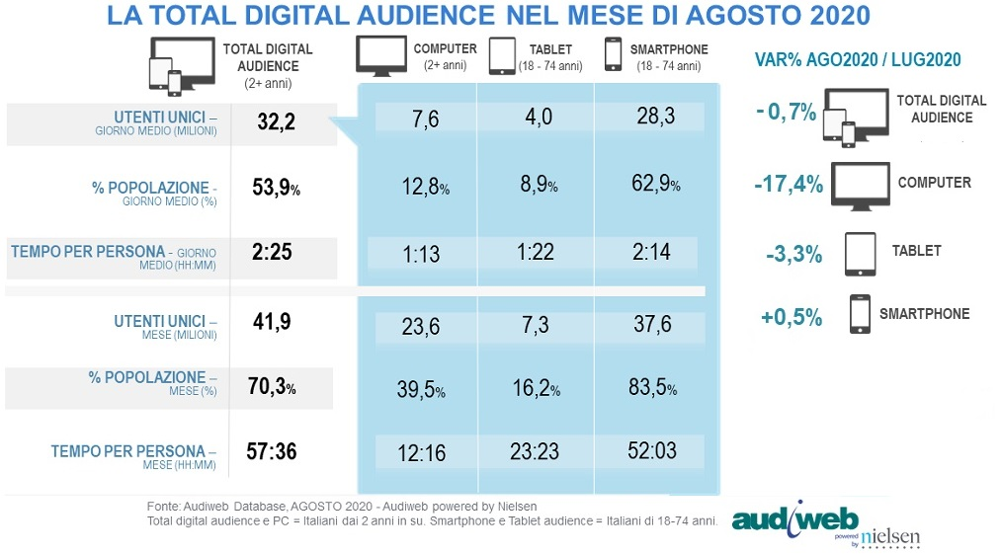 LA TOTAL DIGITAL AUDIENCE NEL MESE DI AGOSTO 2020
TOTAL DIGITAL
AUDIENCE
(2+ anni)
COMPUTER
(2+ anni)
TABLET
(18 - 74 anni)
SMARTPHONE
(18 - 74 anni)
UTENTI UNICI –
GIORNO MEDIO (MILIONI)
32,2
7,6
4,0
28,3
% POPOLAZIONE -
GIORNO MEDIO (%)
53,9%
12,8%
8,9%
62,9%
TEMPO PER PERSONA - GIORNO
MEDIO (HH:MM)
2:25
1:13
1:22
2:14
UTENTI UNICI –
MESE (MILIONI)
41,9
23,6
7,3
37,6
% POPOLAZIONE –
MESE (%)
70,3%
39,5%
16,2%
83,5%
TEMPO PER PERSONA –
MESE (HH:MM)
57:36
12:16
23:23
52:03
VAR% AGO2020 / LUG2020
-0,7%
TOTAL DIGITAL
AUDIENCE
-17,4%
COMPUTER
-3,3%
TABLET
+0,5%
SMARTPHONE
Fonte: Audiweb Database, AGOSTO 2020 - Audiweb powered by Nielsen
Total digital audience e PC = Italiani dai 2 anni in su. Smartphone e Tablet audience = Italiani di 18-74 anni.
audiweb
powered
by nielsen